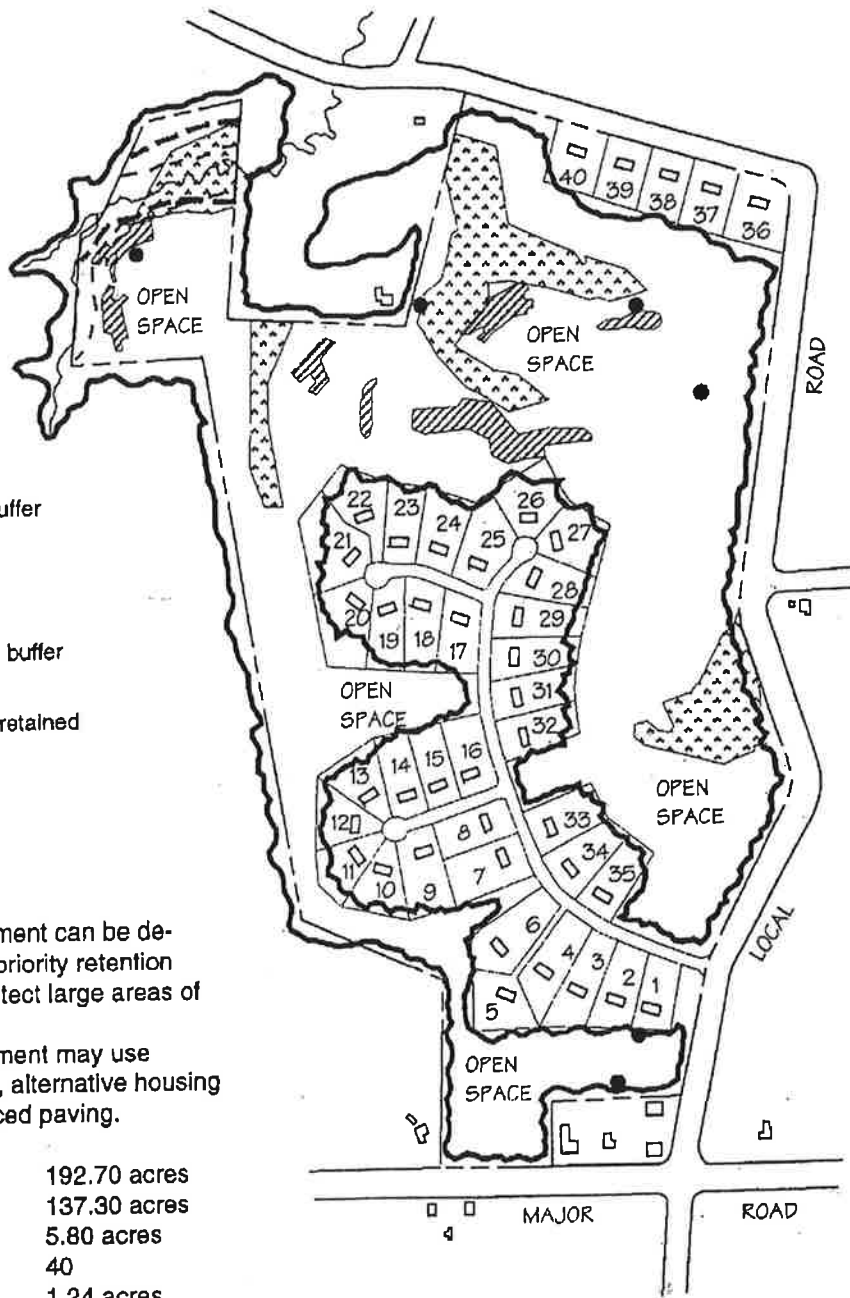 40
39
38
37
36
OPEN
SPACE
OPEN
SPACE
ROAD
uffer
22
23
24
25
26
27
21
28
20
19
18
17
29
buffer
30
31
32
OPEN
SPACE
retained
13
14
15
16
OPEN
SPACE
12
11
10
9
8
7
33
34
35
ment can be de-
priority retention
tect large areas of
6
5
4
3
2
1
LOCAL
ment may use
, alternative housing
ced paving.
OPEN
SPACE
192.70 acres
137.30 acres
5.80 acres
40
1.24 acres
MAJOR ROAD